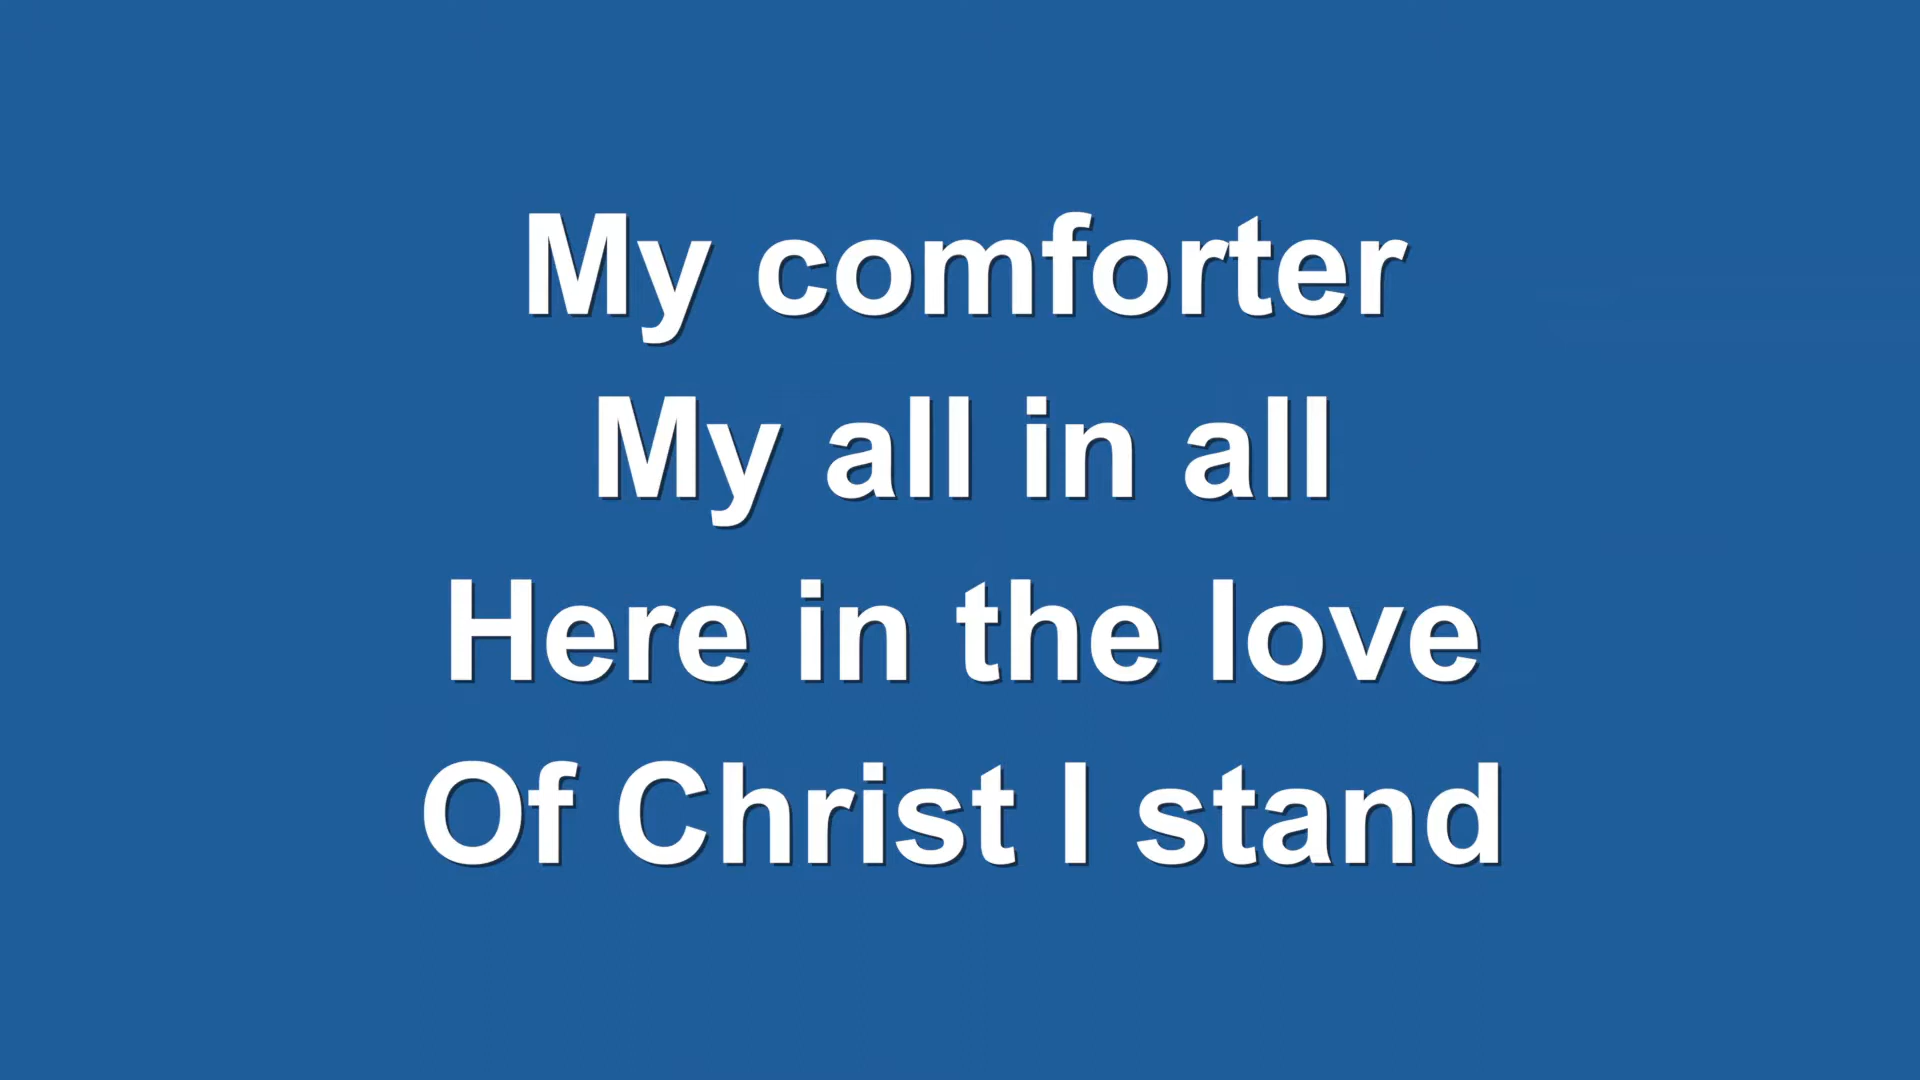 My comforter
My all in all
Here in the love
Of Christ I stand